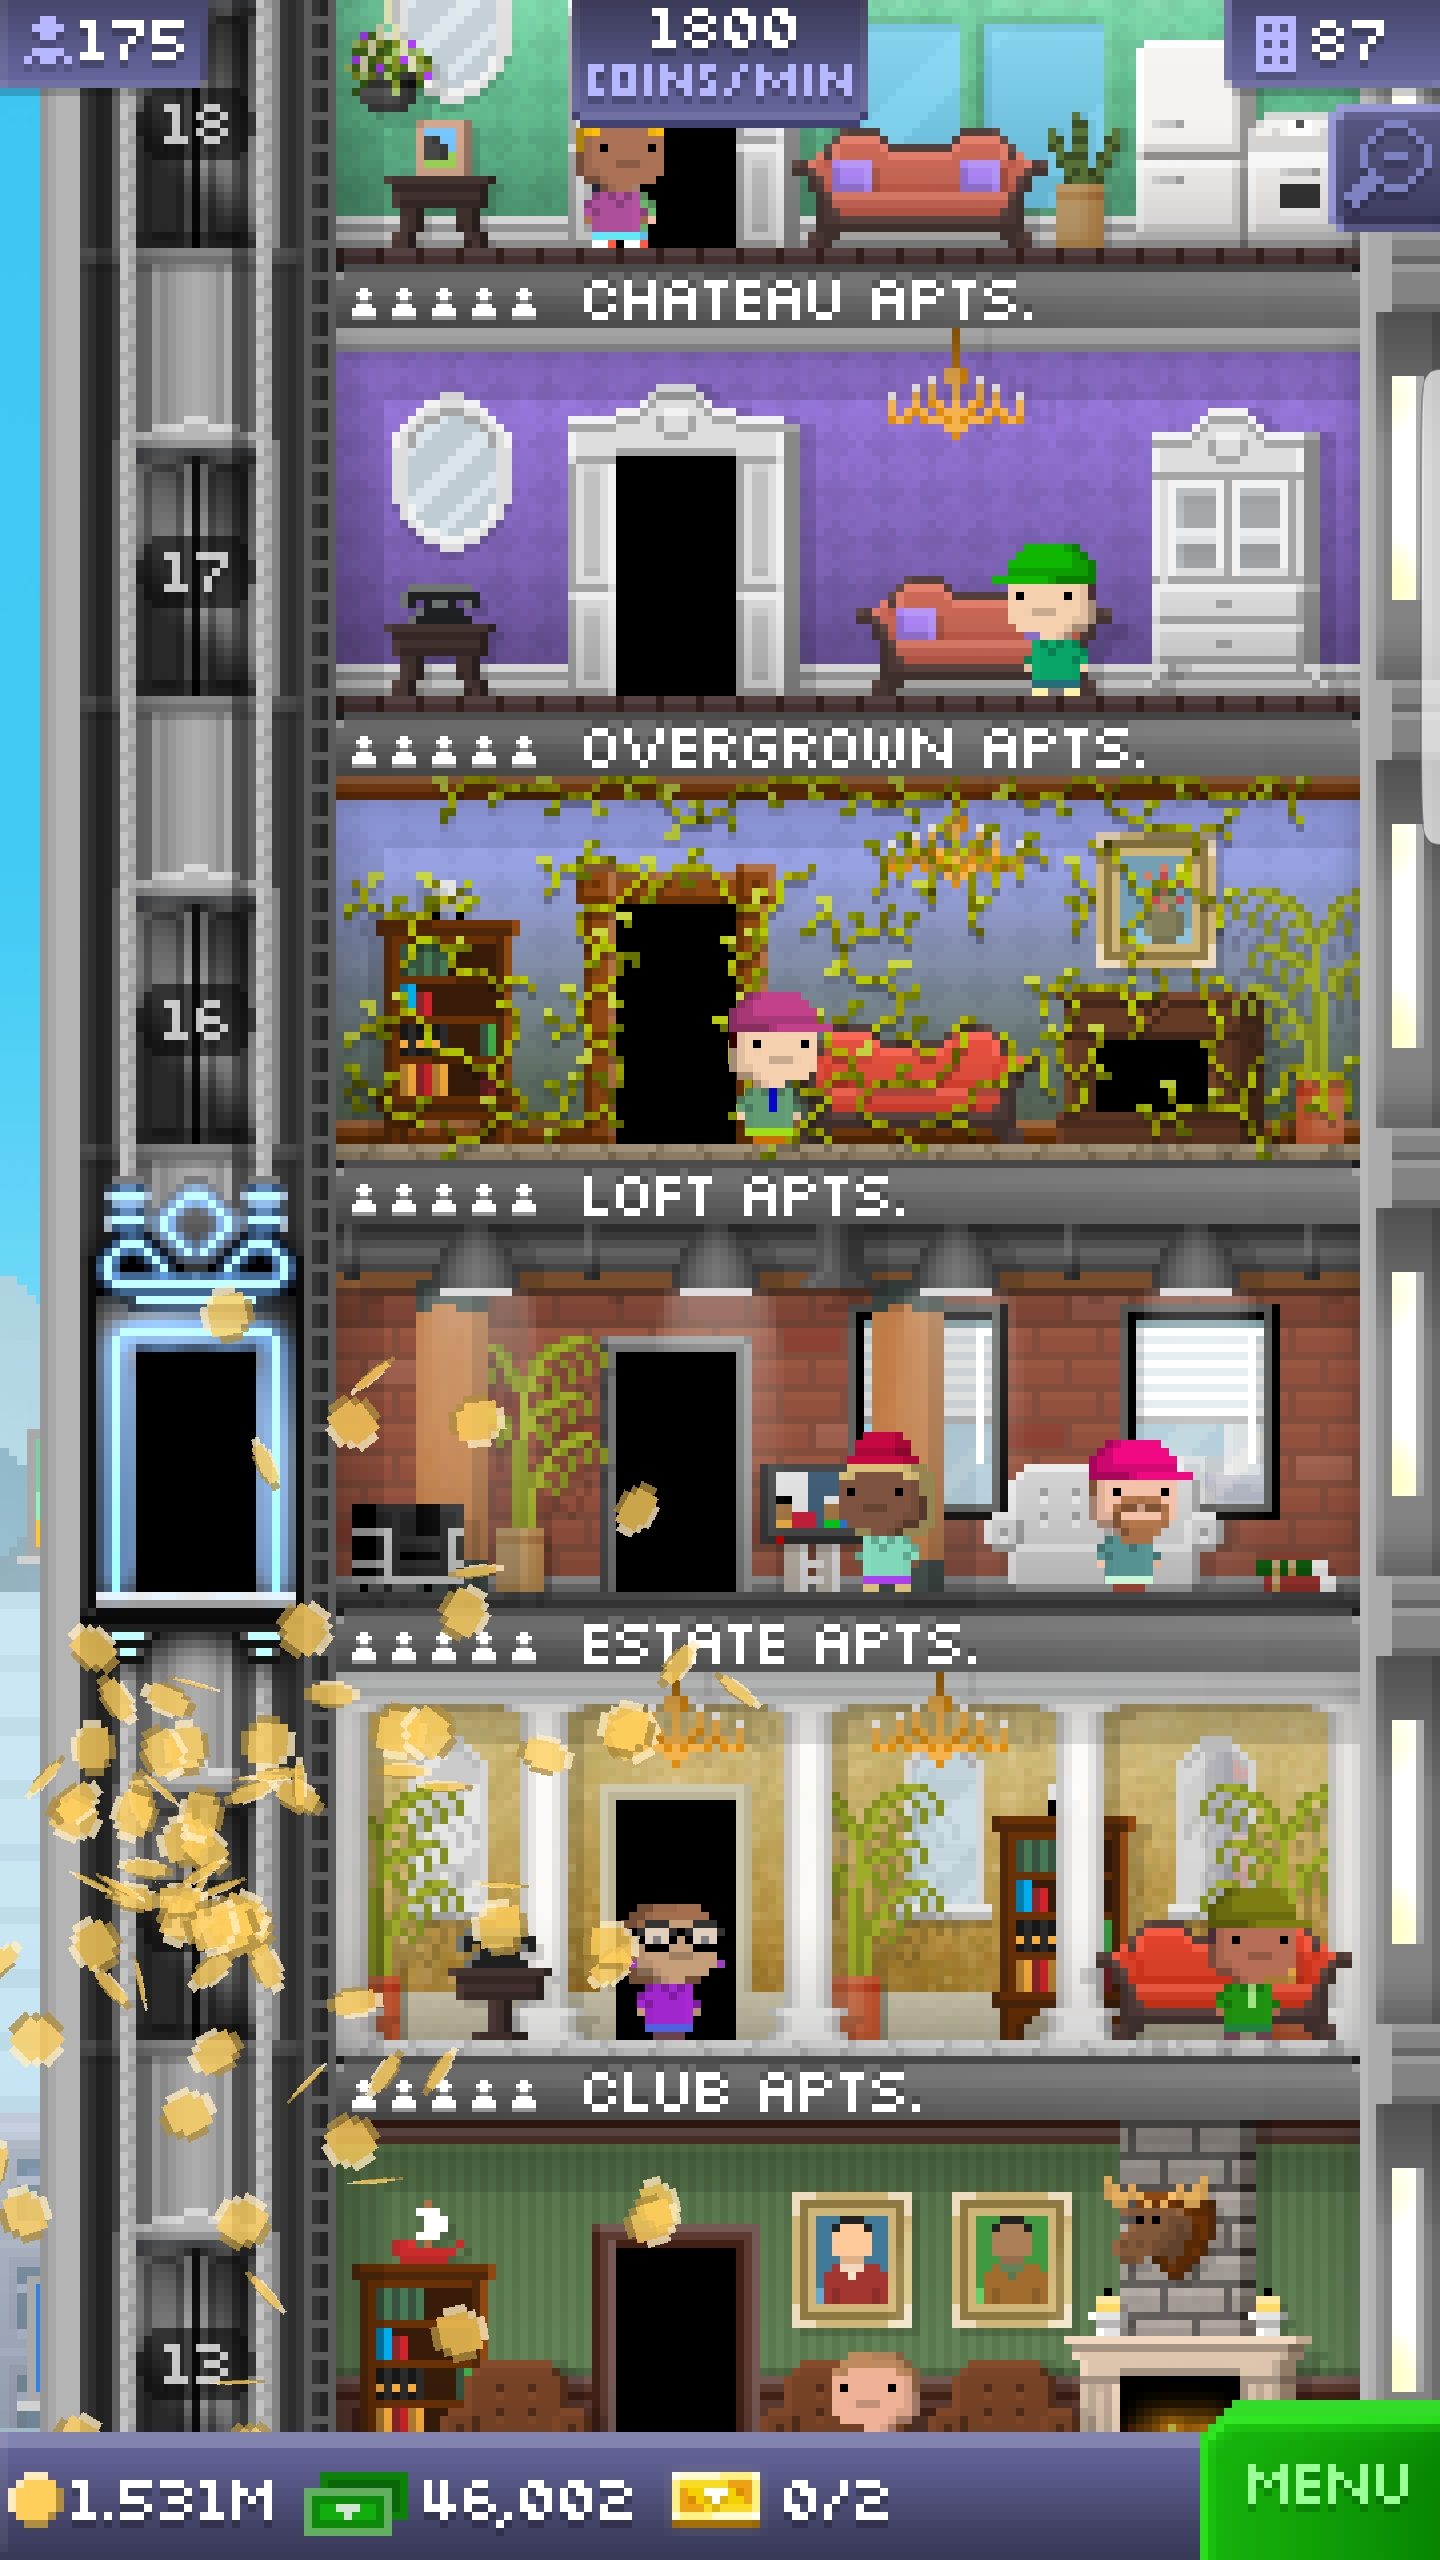 175
1800
COINS/MIN
87
18
CHATEAU APTS.
17
OVERGROWN APTS.
16
LOFT APTS.
ESTATE APTS.
CLUB APTS.
13
1.531M
46,002
0/2
MENU